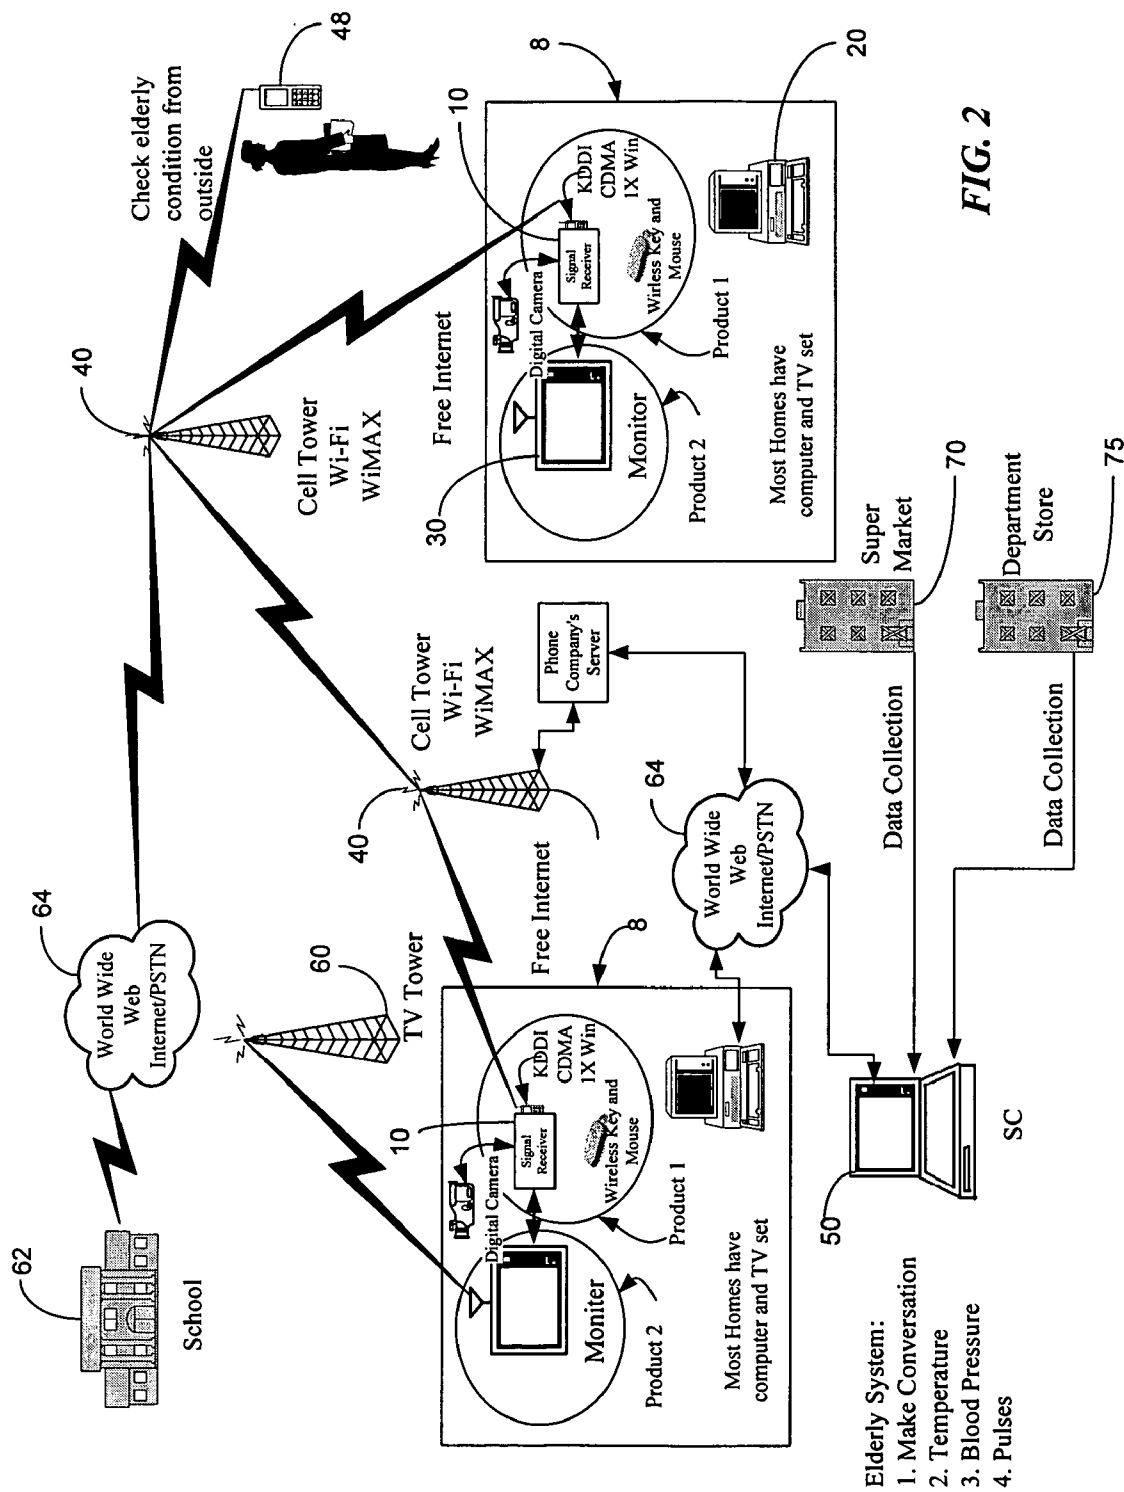 62
School
64
World Wide
Web
Internet/PSTN
40
Check elderly
condition from
outside
48
TV Tower
60
Cell Tower
Wi-Fi
WiMAX
40
Cell Tower
Wi-Fi
WiMAX
Free Internet
8
Digital Camera
10
Signal
Receiver
KDDI
CDMA
1X Win
Wireless Key and
Mouse
Moniter
Product 2
Product 1
Most Homes have
computer and TV set
Phone
Company's
Server
64
World Wide
Web
Internet/PSTN
30
Free Internet
10
8
Digital Camera
Signal
Receiver
KDDI
CDMA
1X Win
Wirless Key and
Mouse
Monitor
Product 2
Product 1
Most Homes have
computer and TV set
20
50
SC
Data Collection
Super
Market
70
Data Collection
Department
Store
75
Elderly System:
1. Make Conversation
2. Temperature
3. Blood Pressure
4. Pulses
FIG. 2